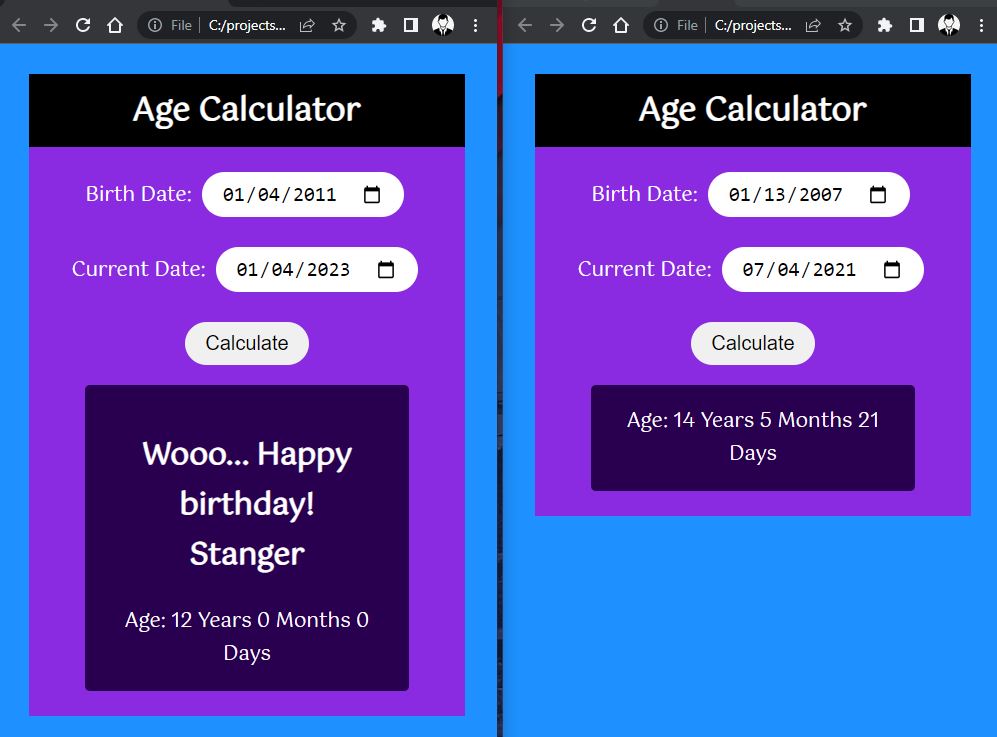 File C:/projects...
Age Calculator
Birth Date: 01/04/2011
Current Date: 01/04/2023
Calculate
Wooo... Happy
birthday!
Stanger
Age: 12 Years 0 Months 0
Days
File C:/projects...
Age Calculator
Birth Date: 01/13/2007
Current Date: 07/04/2021
Calculate
Age: 14 Years 5 Months 21
Days